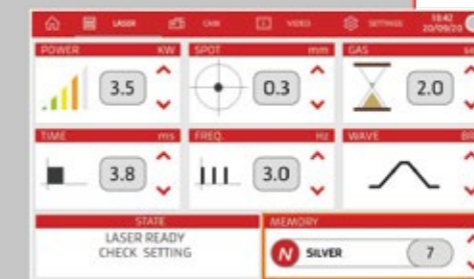 LASER CAM VIDEO SETTINGS 18:42
20/09/20
POWER KW SPOT mm GAS
3.5 0.3 2.0
TIME ms FREQ. Hz WAVE
3.8 3.0
STATE MEMORY
LASER READY
CHECK SETTING
N SILVER 7